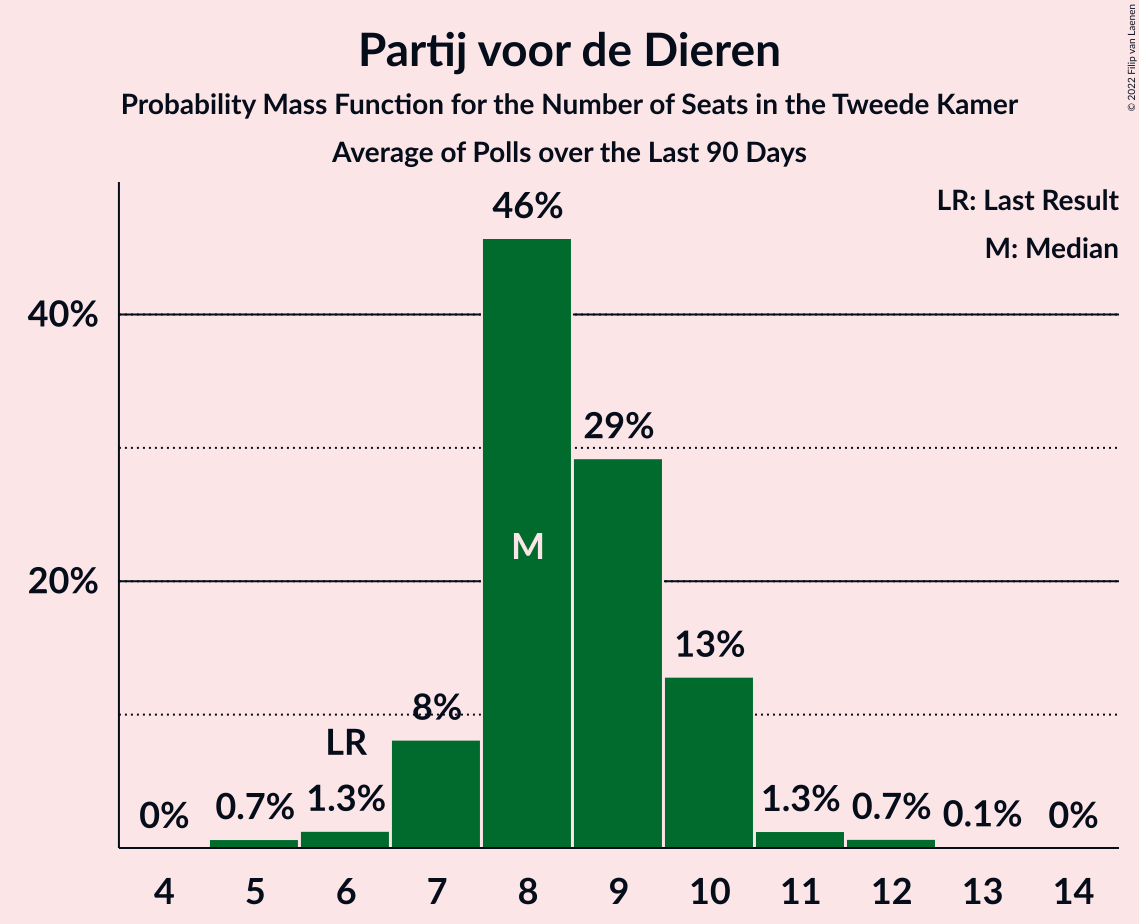 Partij voor de Dieren
Probability Mass Function for the Number of Seats in the Tweede Kamer
Average of Polls over the Last 90 Days
© 2022 Filip van Laenen
LR: Last Result
M: Median
40%
20%
0%
0.7%
LR
1.3%
8%
46%
M
29%
13%
1.3%
0.7%
0.1%
0%
4 5 6 7 8 9 10 11 12 13 14